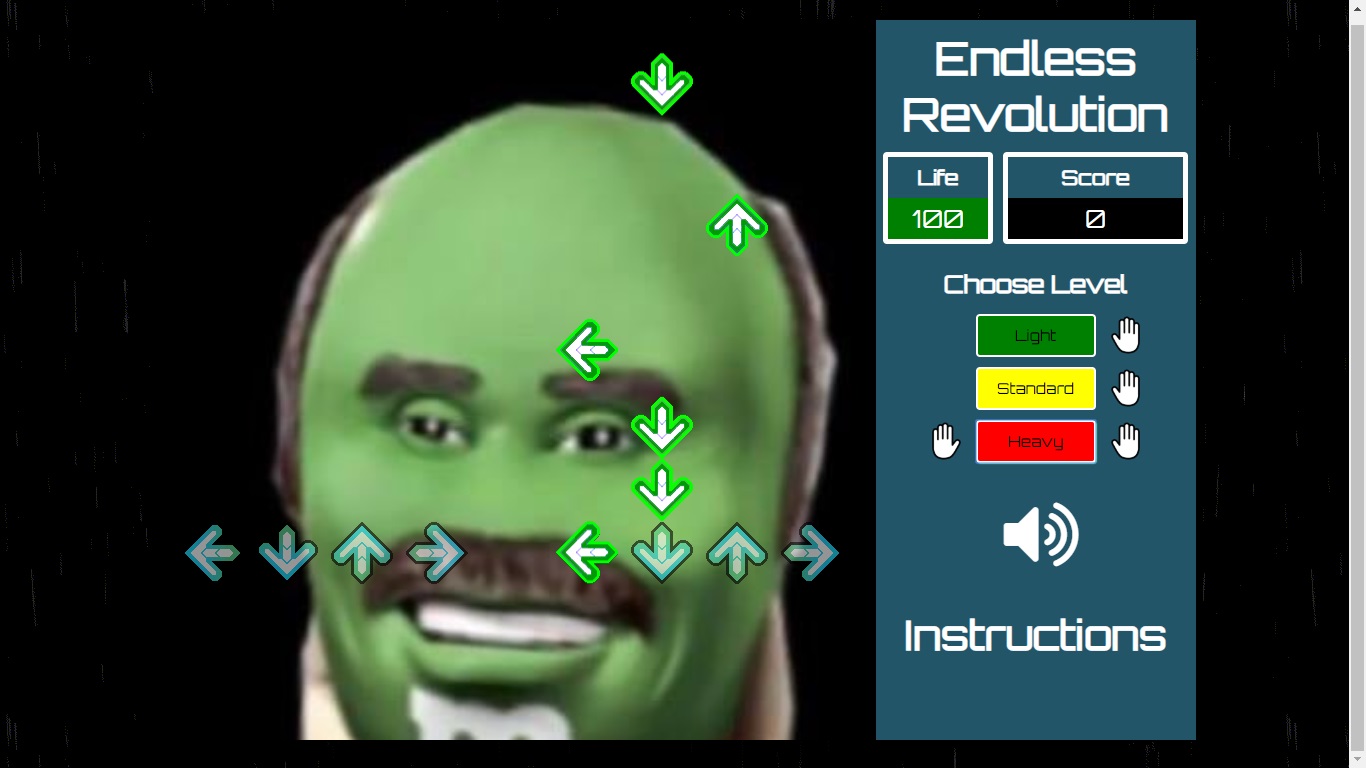 Endless
Revolution
Life
Score
100
0
Choose Level
Light
Standard
Heavy
Instructions